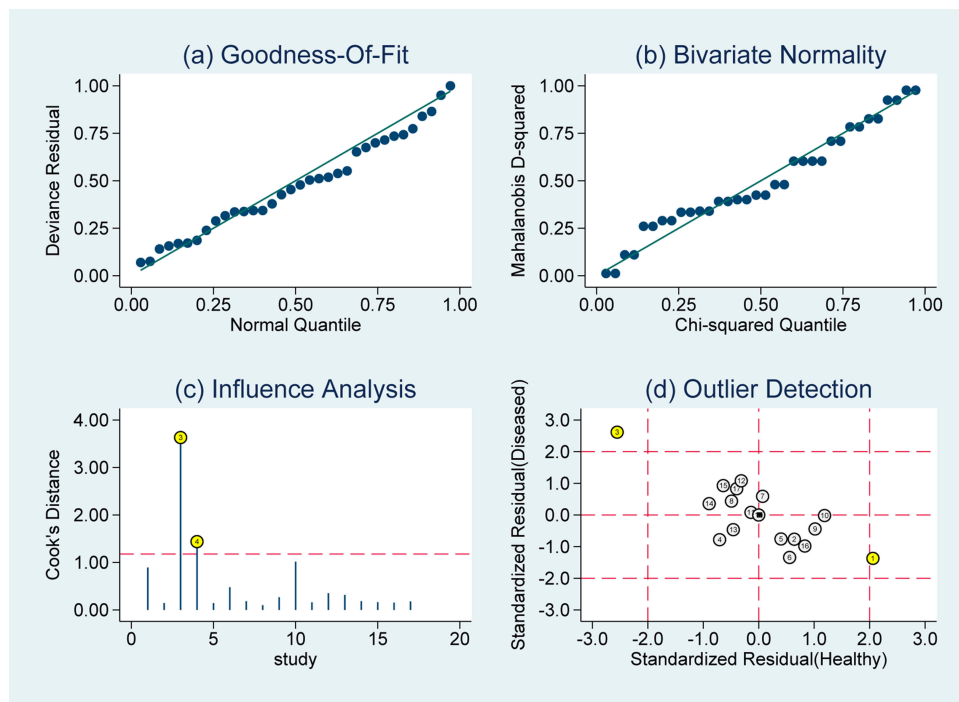 (a) Goodness-Of-Fit
Deviance Residual
1.00
0.75
0.50
0.25
0.00
0.00 0.25 0.50 0.75 1.00
Normal Quantile
(b) Bivariate Normality
Mahalanobis D-squared
1.00
0.75
0.50
0.25
0.00
0.00 0.25 0.50 0.75 1.00
Chi-squared Quantile
(c) Influence Analysis
Cook's Distance
4.00
3.00
2.00
1.00
0.00
3
4
0 5 10 15 20
study
(d) Outlier Detection
Standardized Residual(Diseased)
3.0
2.0
1.0
0.0
-1.0
-2.0
-3.0
3
12
15
17
7
8
14
11
10
13
9
4
5
2
16
6
1
-3.0 -2.0 -1.0 0.0 1.0 2.0 3.0
Standardized Residual(Healthy)